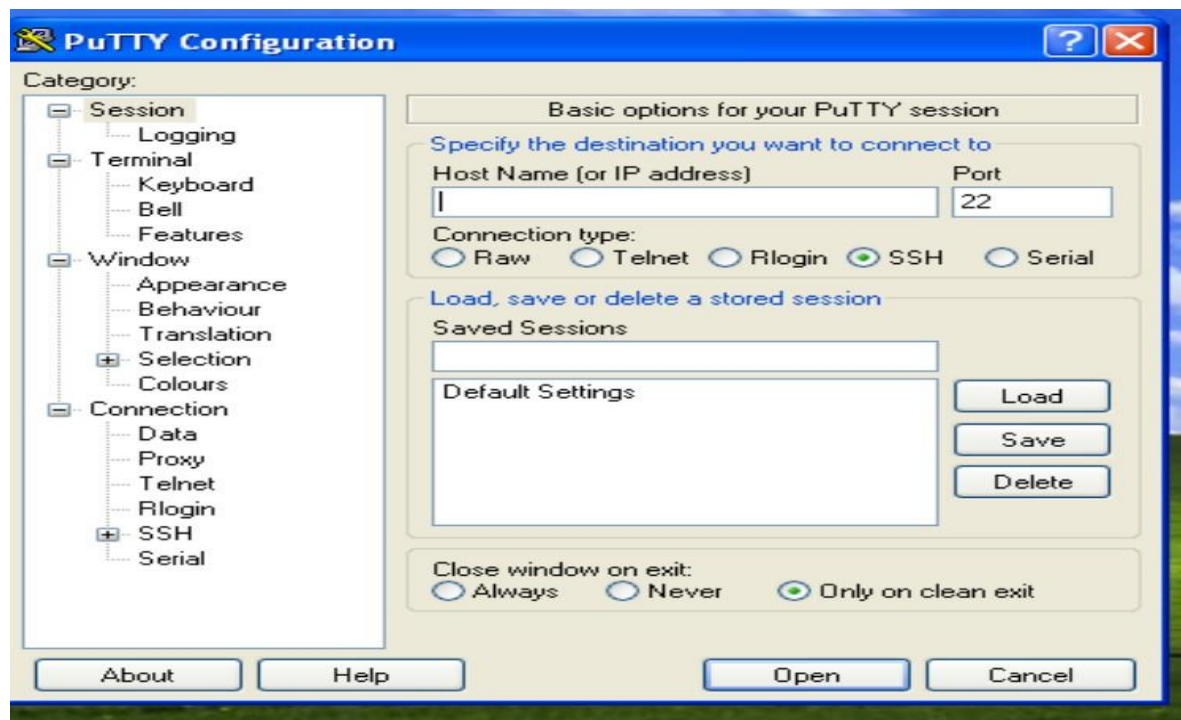 PuTTY Configuration
Category:
Session
Logging
Terminal
Keyboard
Bell
Features
Window
Appearance
Behaviour
Translation
Selection
Colours
Connection
Data
Proxy
Telnet
Rlogin
SSH
Serial
Basic options for your PuTTY session
Specify the destination you want to connect to
Host Name (or IP address) Port
22
Connection type:
Raw Telnet Rlogin SSH Serial
Load, save or delete a stored session
Saved Sessions
Default Settings
Load
Save
Delete
Close window on exit:
Always Never Only on clean exit
About Help Open Cancel